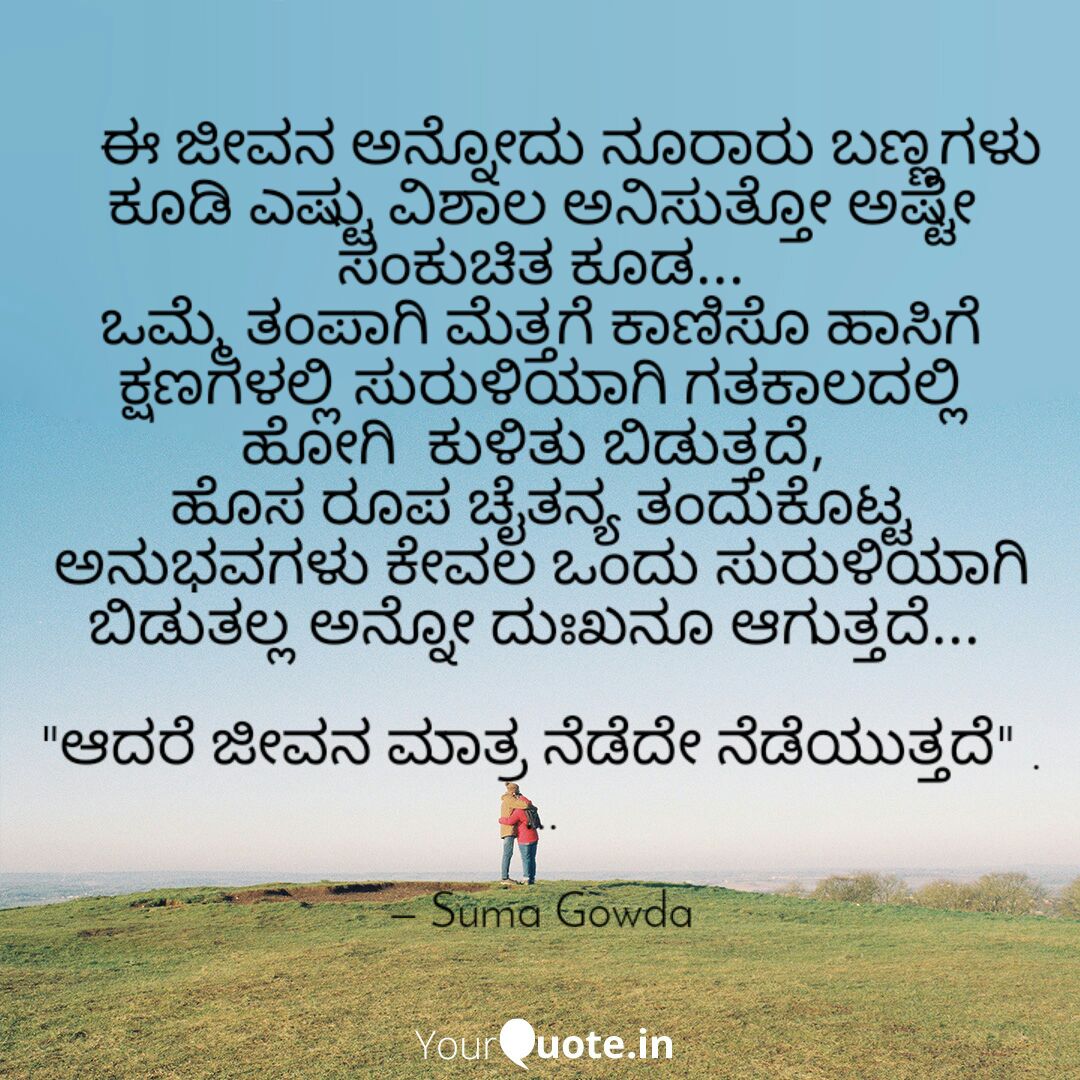 ಈ ಜೀವನ ಅನ್ನೋದು ನೂರಾರು ಬಣ್ಣಗಳು
ಕೂಡಿ ಎಷ್ಟು ವಿಶಾಲ ಅನಿಸುತ್ತೋ ಅಷ್ಟೇ
ಸಂಕುಚಿತ ಕೂಡ...
ಒಮ್ಮೆ ತಂಪಾಗಿ ಮೆತ್ತಗೆ ಕಾಣಿಸೊ ಹಾಸಿಗೆ
ಕ್ಷಣಗಳಲ್ಲಿ ಸುರುಳಿಯಾಗಿ ಗತಕಾಲದಲ್ಲಿ
ಹೋಗಿ ಕುಳಿತು ಬಿಡುತ್ತದೆ,
ಹೊಸ ರೂಪ ಚೈತನ್ಯ ತಂದುಕೊಟ್ಟ
ಅನುಭವಗಳು ಕೇವಲ ಒಂದು ಸುರುಳಿಯಾಗಿ
ಬಿಡುತಲ್ಲ ಅನ್ನೋ ದುಃಖನೂ ಆಗುತ್ತದೆ...
"ಆದರೆ ಜೀವನ ಮಾತ್ರ ನೆಡೆದೇ ನೆಡೆಯುತ್ತದೆ" .
..
– Suma Gowda
YourQuote.in